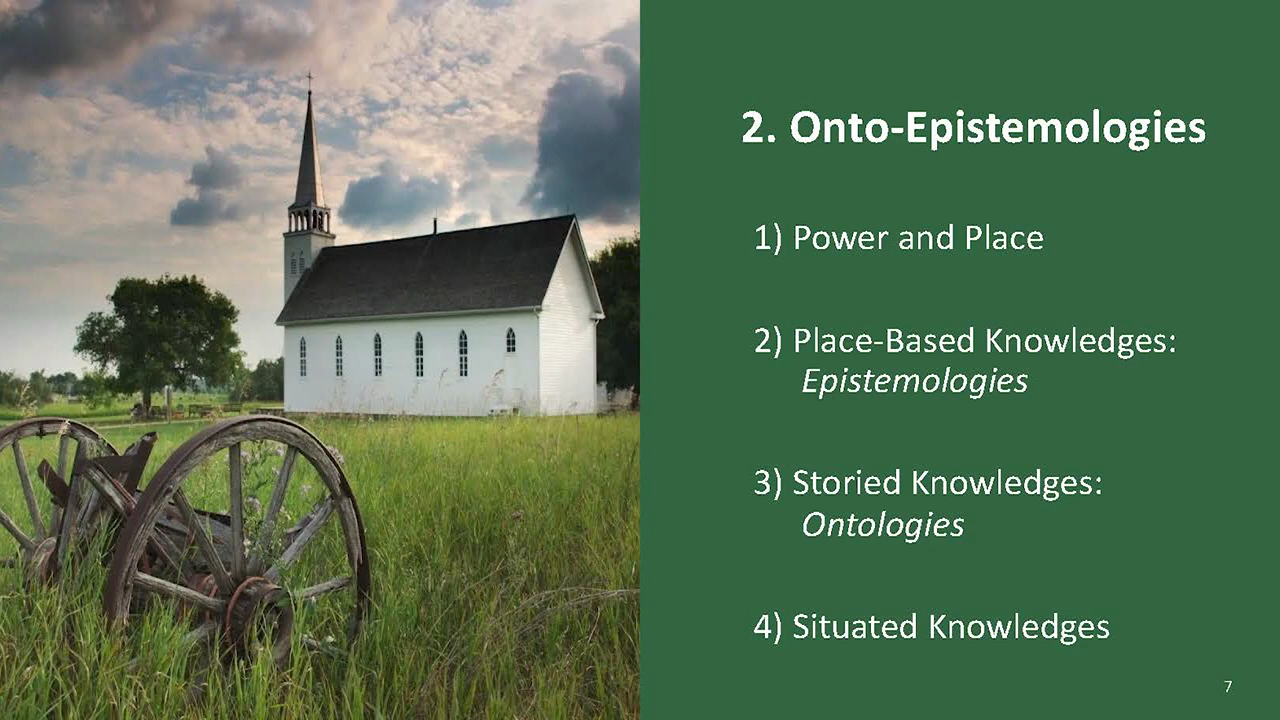 2. Onto-Epistemologies
1) Power and Place
2) Place-Based Knowledges:
Epistemologies
3) Storied Knowledges:
Ontologies
4) Situated Knowledges
7